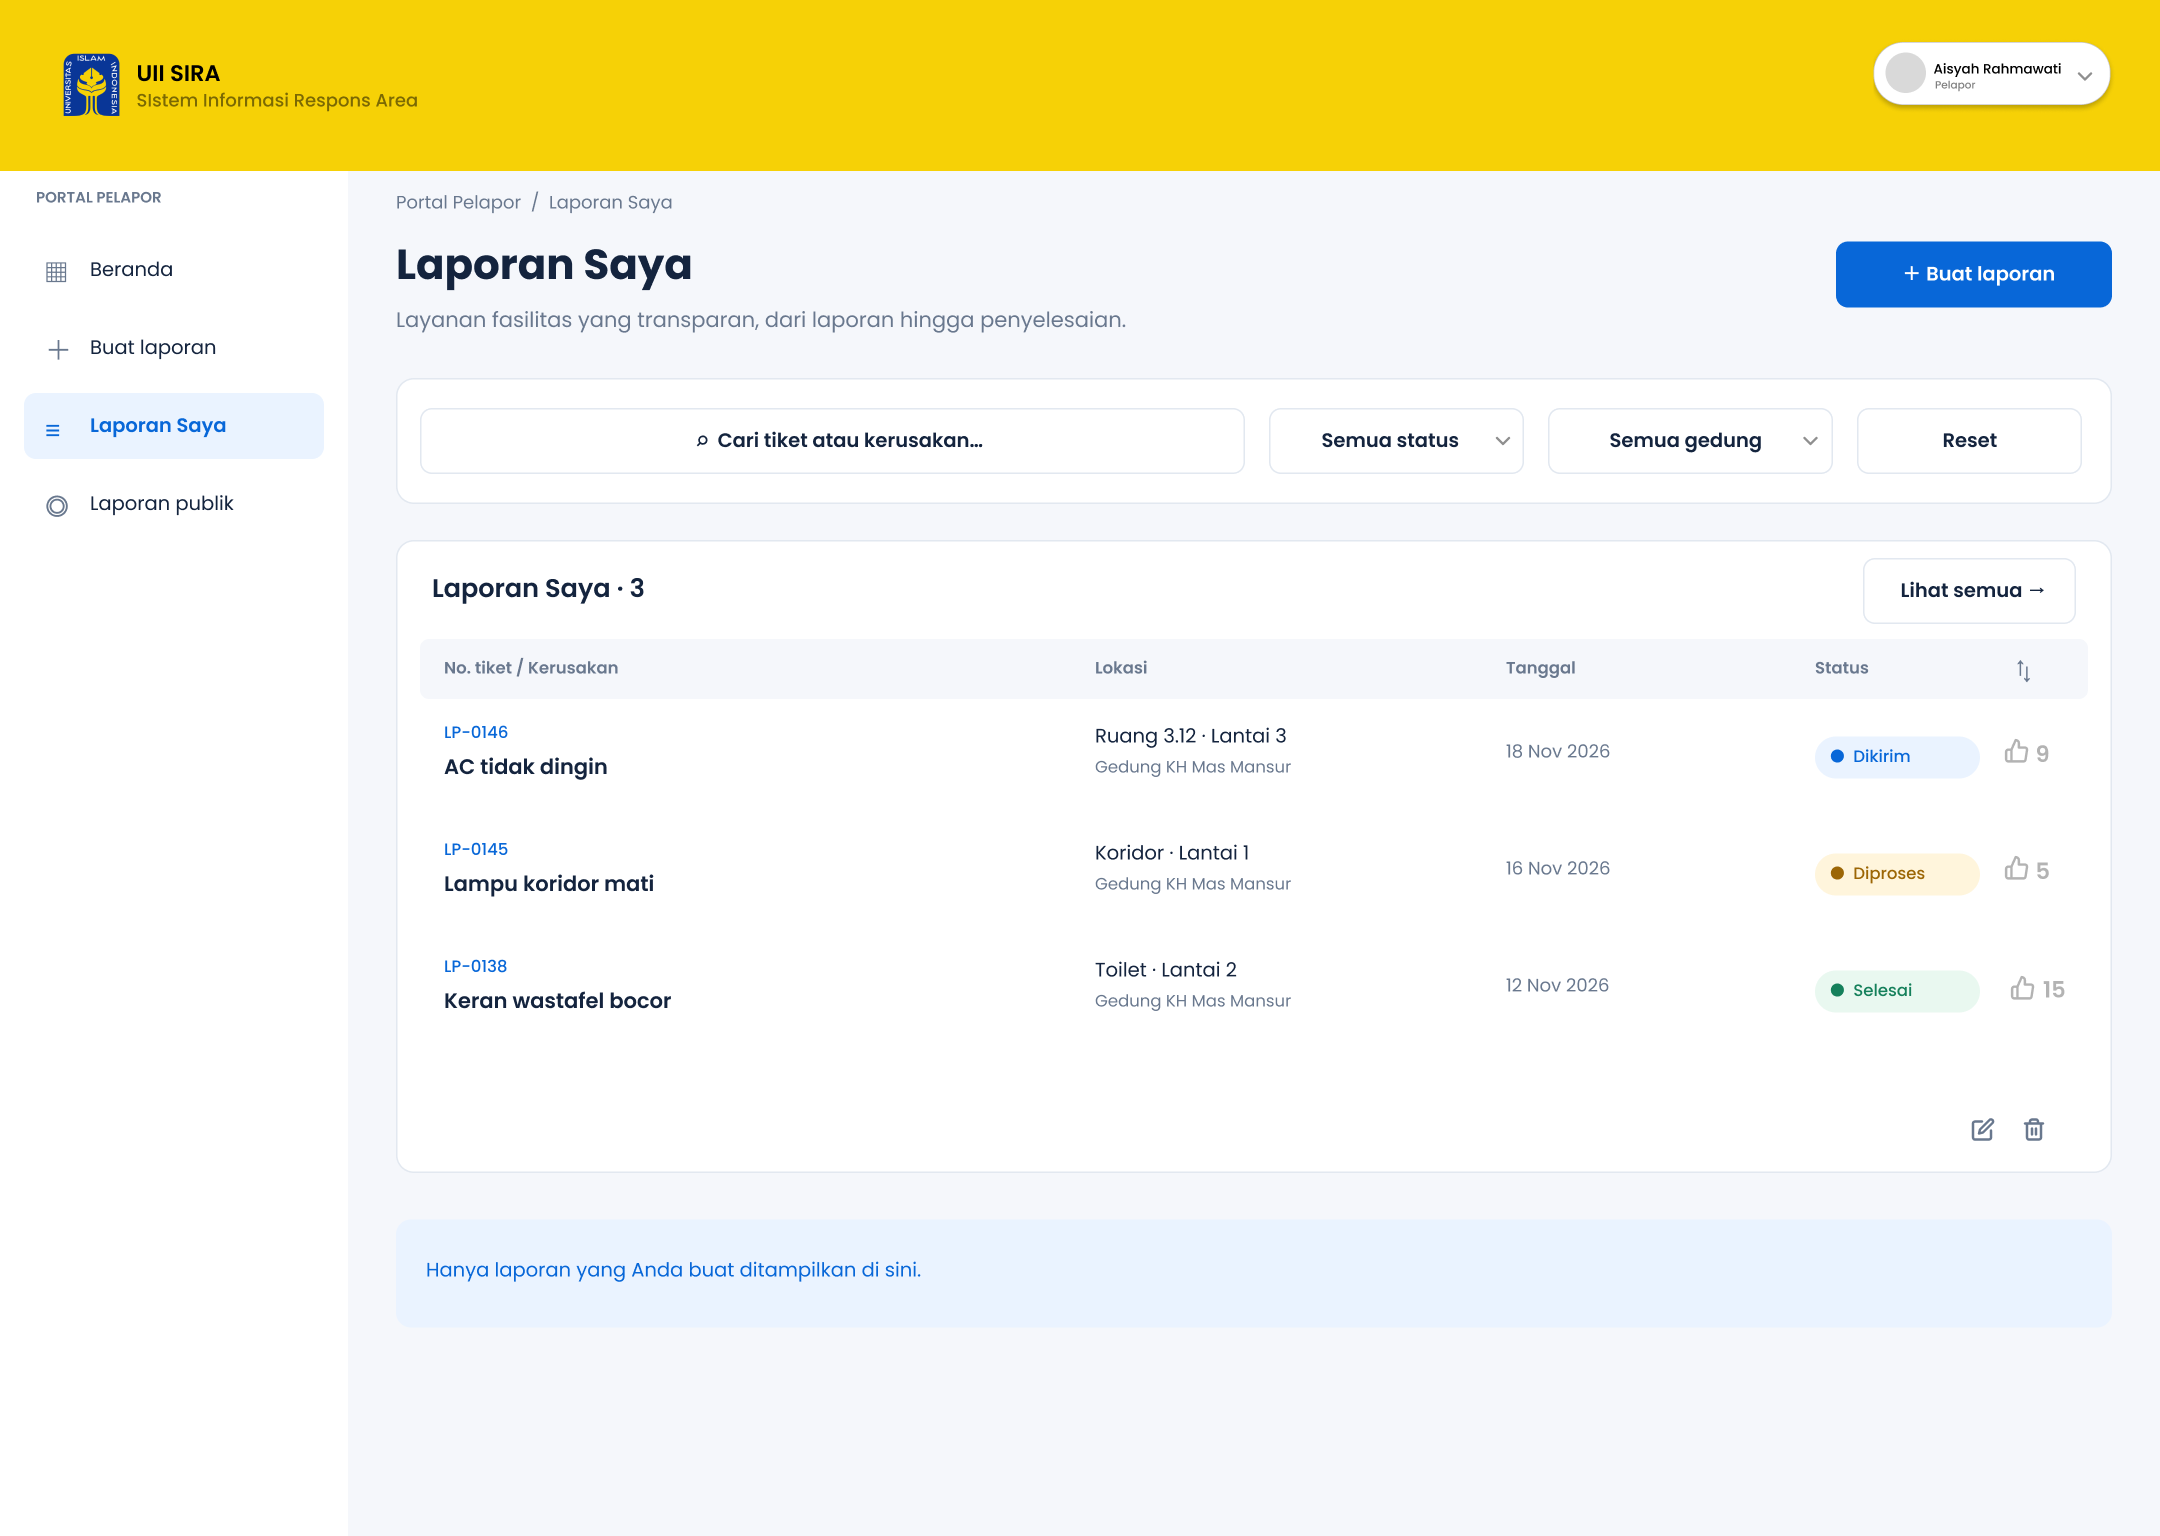 UNIVERSITAS
ISLAM
INDONESIA
UII SIRA
SIstem Informasi Respons Area
Aisyah Rahmawati
Pelapor
PORTAL PELAPOR
Beranda
Buat laporan
Laporan Saya
Laporan publik
Portal Pelapor / Laporan Saya
Laporan Saya
Layanan fasilitas yang transparan, dari laporan hingga penyelesaian.
+ Buat laporan
Cari tiket atau kerusakan...
Semua status
Semua gedung
Reset
Laporan Saya · 3
Lihat semua →
No. tiket / Kerusakan
Lokasi
Tanggal
Status
LP-0146
AC tidak dingin
Ruang 3.12 · Lantai 3
Gedung KH Mas Mansur
18 Nov 2026
Dikirim
9
LP-0145
Lampu koridor mati
Koridor · Lantai 1
Gedung KH Mas Mansur
16 Nov 2026
Diproses
5
LP-0138
Keran wastafel bocor
Toilet · Lantai 2
Gedung KH Mas Mansur
12 Nov 2026
Selesai
15
Hanya laporan yang Anda buat ditampilkan di sini.